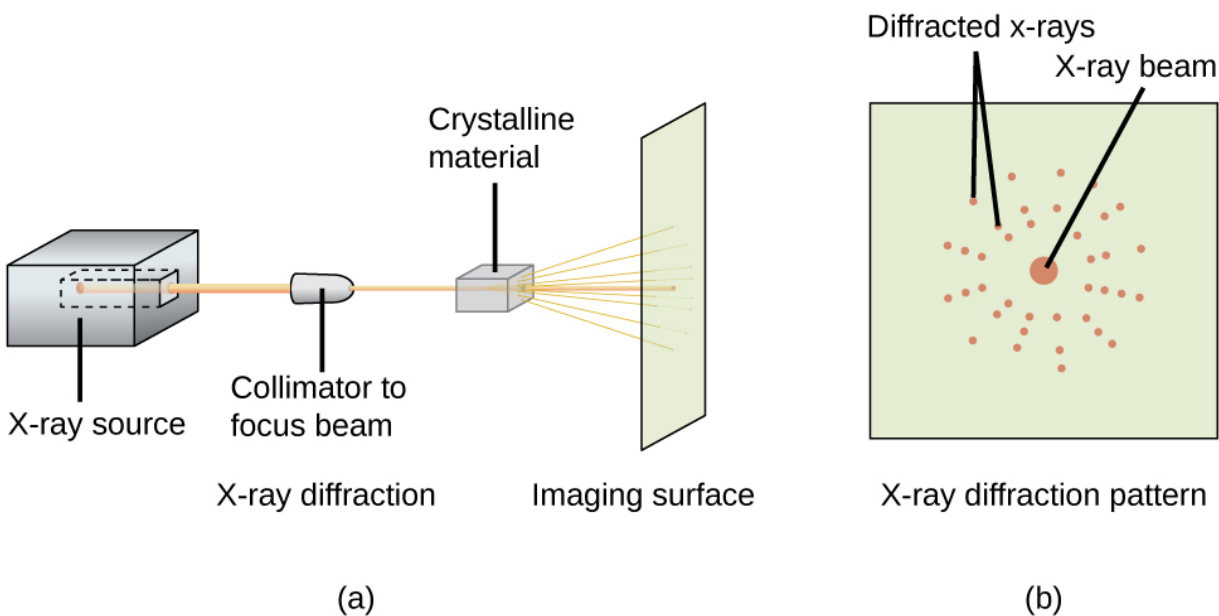 Diffracted x-rays
X-ray beam
Crystalline
material
Collimator to
focus beam
X-ray source
X-ray diffraction
Imaging surface
X-ray diffraction pattern
(a)
(b)